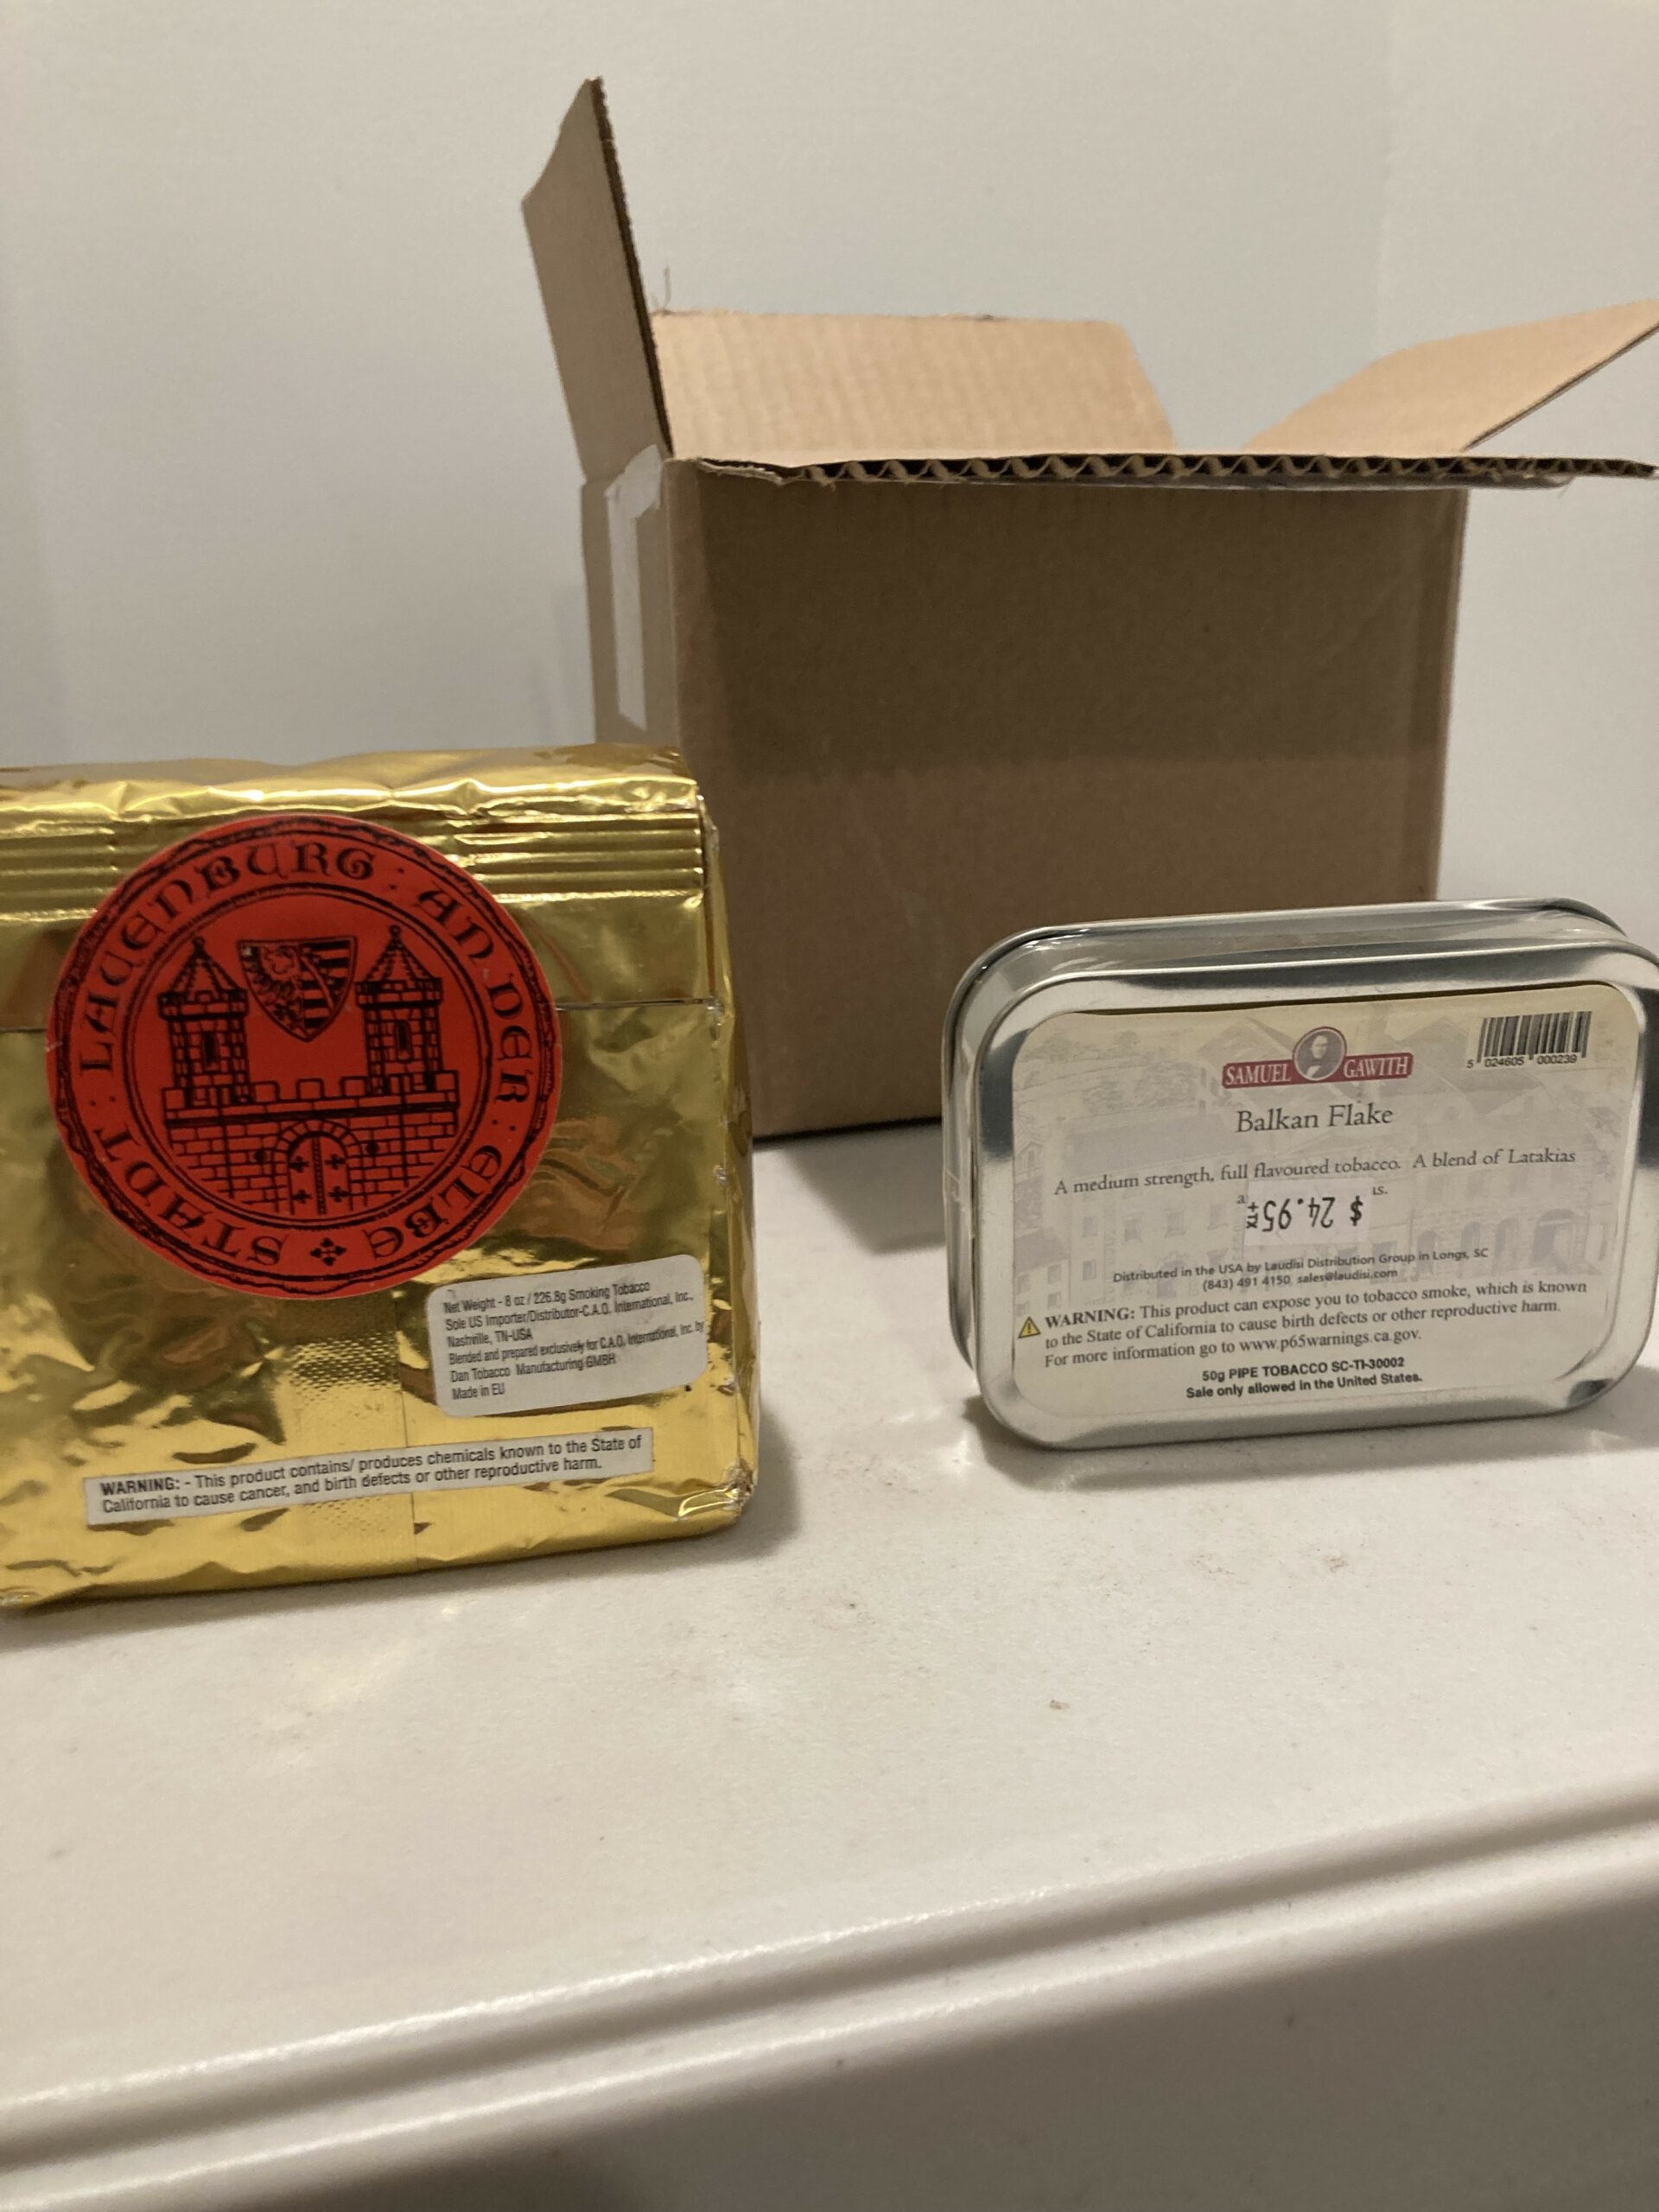 STADT : LAUENBURG : AN DER : ELBE
Net Weight - 8 oz / 226.8g Smoking Tobacco
Sole US Importer/Distributor-C.A.O. International, Inc.,
Nashville, TN-USA
Blended and prepared exclusively for C.A.O. International, Inc. by
Dan Tobacco Manufacturing GMBH
Made in EU
WARNING: - This product contains/ produces chemicals known to the State of
California to cause cancer, and birth defects or other reproductive harm.
SAMUEL GAWITH
5 024605 000239
Balkan Flake
A medium strength, full flavoured tobacco. A blend of Latakias
$ 24.95
Distributed in the USA by Laudisi Distribution Group in Longs, SC
(843) 491 4150, sales@laudisi.com
WARNING: This product can expose you to tobacco smoke, which is known
to the State of California to cause birth defects or other reproductive harm.
For more information go to www.p65warnings.ca.gov.
50g PIPE TOBACCO SC-TI-30002
Sale only allowed in the United States.